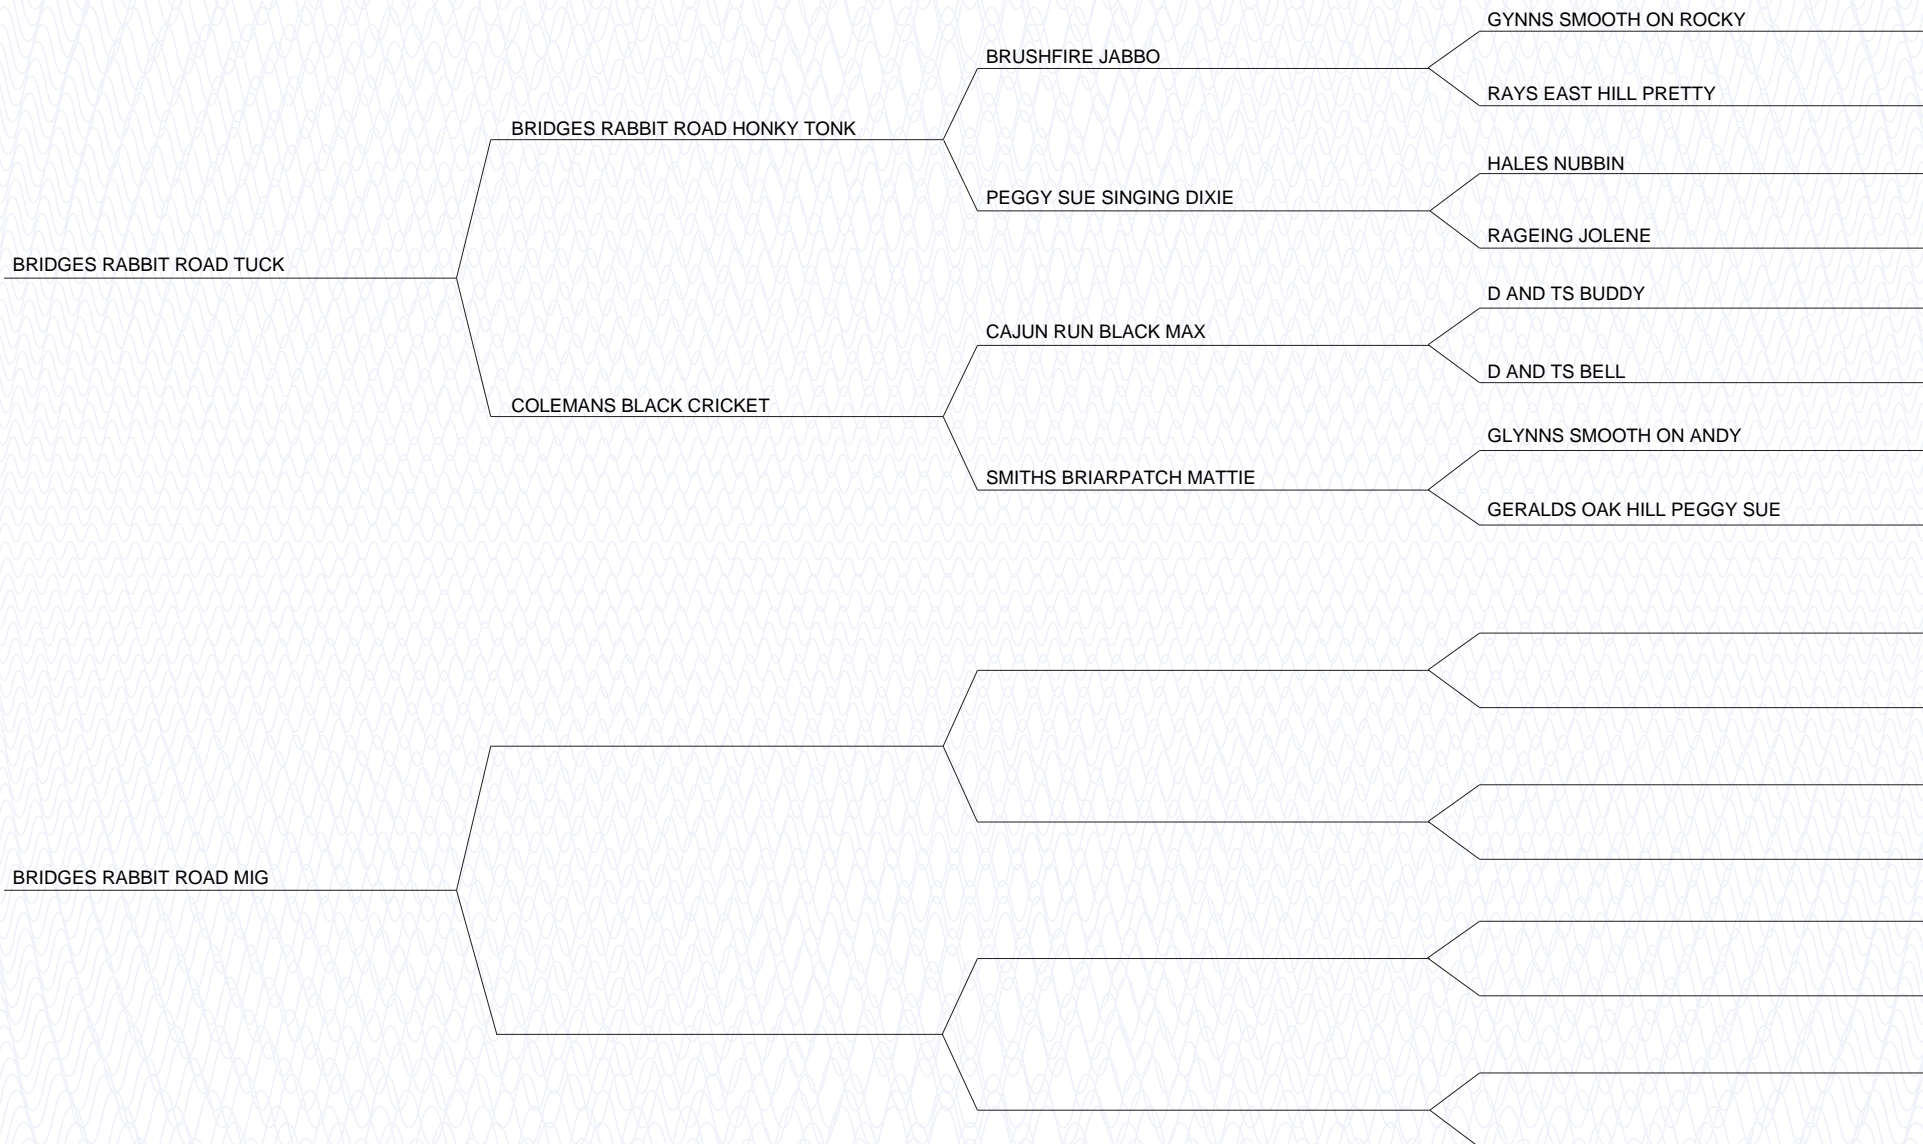 GYNNS SMOOTH ON ROCKY
BRUSHFIRE JABBO
RAYS EAST HILL PRETTY
BRIDGES RABBIT ROAD HONKY TONK
HALES NUBBIN
PEGGY SUE SINGING DIXIE
RAGEING JOLENE
BRIDGES RABBIT ROAD TUCK
D AND TS BUDDY
CAJUN RUN BLACK MAX
D AND TS BELL
COLEMANS BLACK CRICKET
GLYNNS SMOOTH ON ANDY
SMITHS BRIARPATCH MATTIE
GERALDS OAK HILL PEGGY SUE
BRIDGES RABBIT ROAD MIG